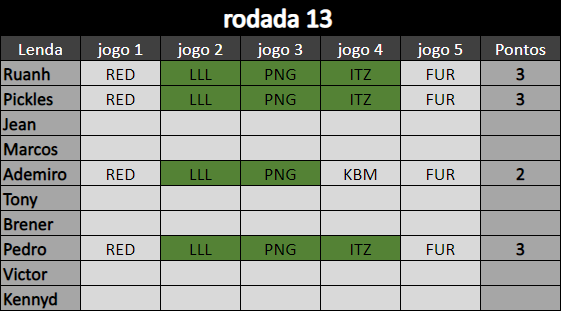 rodada 13
Lenda jogo 1 jogo 2 jogo 3 jogo 4 jogo 5 Pontos
Ruanh RED LLL PNG ITZ FUR 3
Pickles RED LLL PNG ITZ FUR 3
Jean
Marcos
Ademiro RED LLL PNG KBM FUR 2
Tony
Brener
Pedro RED LLL PNG ITZ FUR 3
Victor
Kennyd